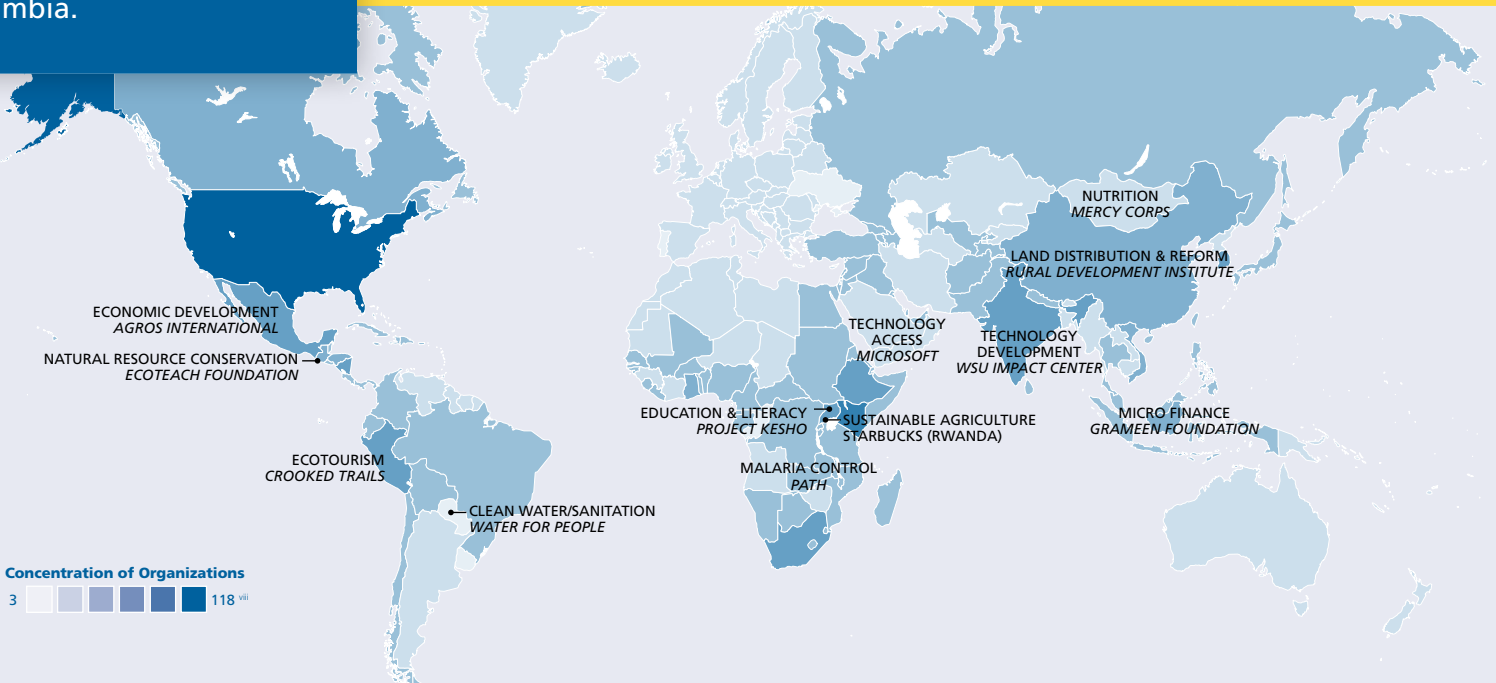 mbia.
NUTRITION
MERCY CORPS
LAND DISTRIBUTION & REFORM
RURAL DEVELOPMENT INSTITUTE
ECONOMIC DEVELOPMENT
AGROS INTERNATIONAL
NATURAL RESOURCE CONSERVATION
ECOTEACH FOUNDATION
TECHNOLOGY
ACCESS
MICROSOFT
TECHNOLOGY
DEVELOPMENT
WSU IMPACT CENTER
EDUCATION & LITERACY
PROJECT KESHO
SUSTAINABLE AGRICULTURE
STARBUCKS (RWANDA)
MICRO FINANCE
GRAMEEN FOUNDATION
ECOTOURISM
CROOKED TRAILS
MALARIA CONTROL
PATH
CLEAN WATER/SANITATION
WATER FOR PEOPLE
Concentration of Organizations
3 118 viii